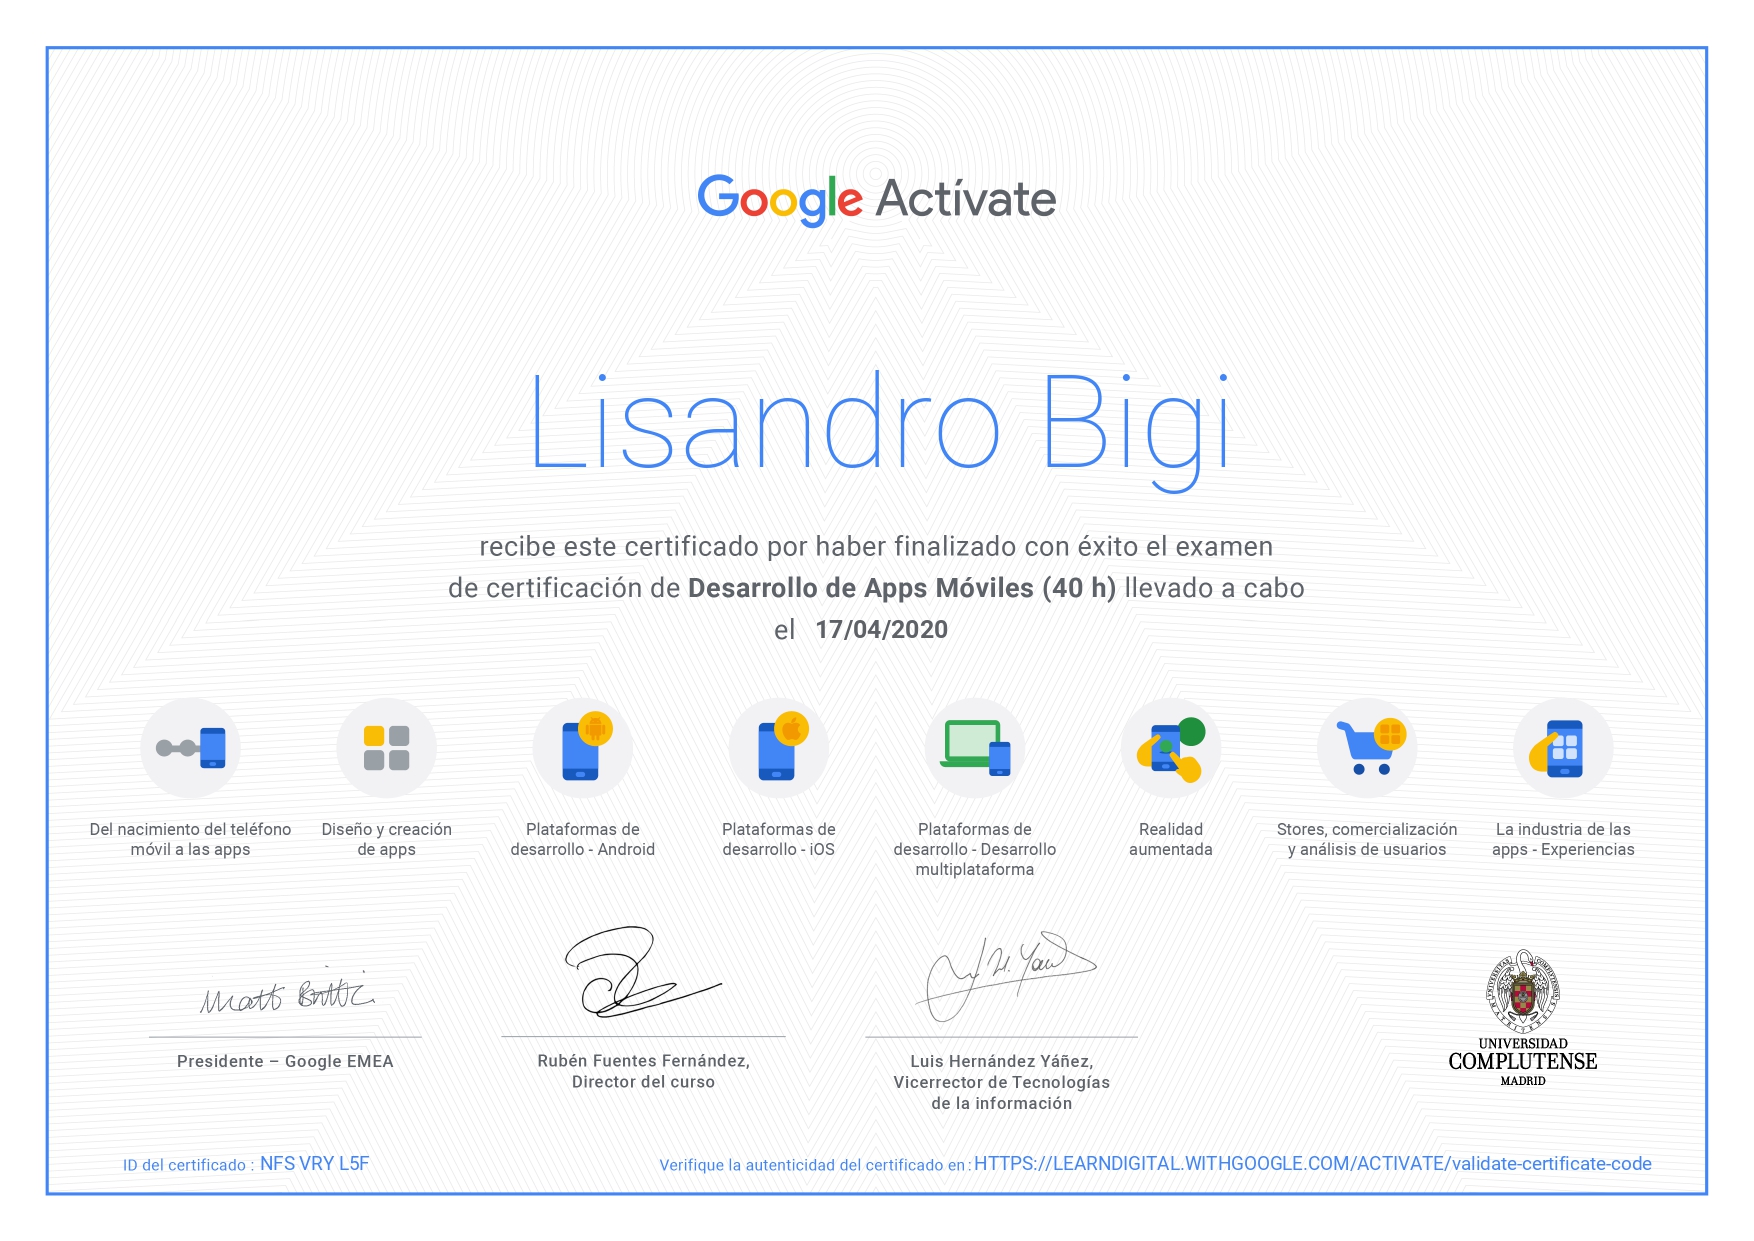 Google Actívate
Lisandro Bigi
recibe este certificado por haber finalizado con éxito el examen
de certificación de Desarrollo de Apps Móviles (40 h) llevado a cabo
el 17/04/2020
Del nacimiento del teléfono
móvil a las apps
Diseño y creación
de apps
Plataformas de
desarrollo - Android
Plataformas de
desarrollo - iOS
Plataformas de
desarrollo - Desarrollo
multiplataforma
Realidad
aumentada
Stores, comercialización
y análisis de usuarios
La industria de las
apps - Experiencias
Matt
Presidente – Google EMEA
Rubén Fuentes Fernández,
Director del curso
Luis Hernández Yáñez,
Vicerrector de Tecnologías
de la información
UNIVERSIDAD
COMPLUTENSE
MADRID
ID del certificado : NFS VRY L5F
Verifique la autenticidad del certificado en : HTTPS://LEARNDIGITAL.WITHGOOGLE.COM/ACTIVATE/validate-certificate-code